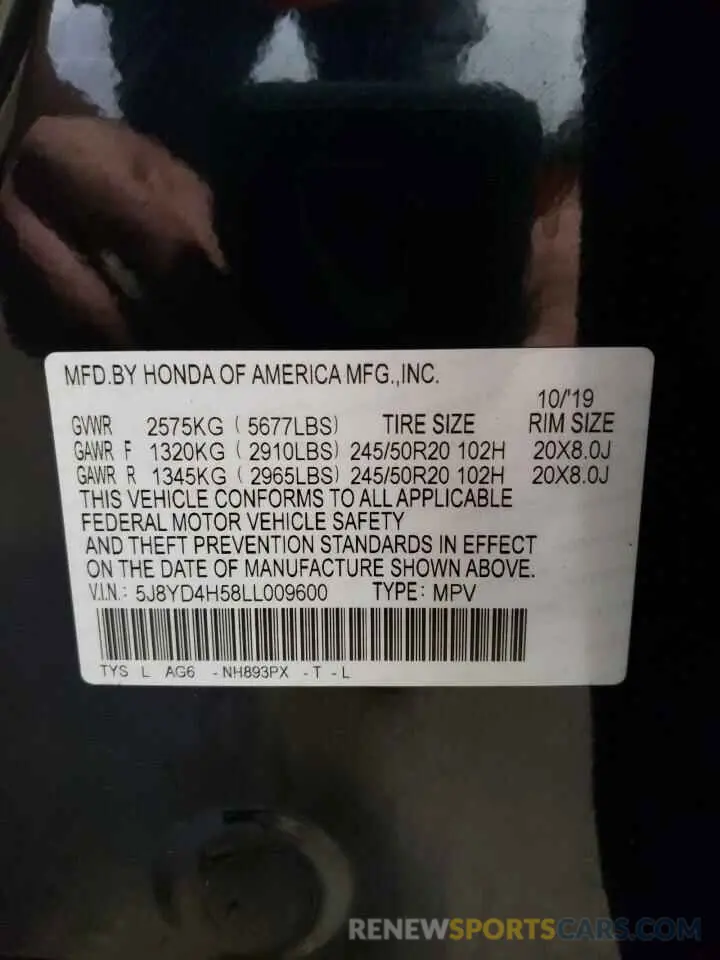 MFD.BY HONDA OF AMERICA MFG.,INC.
10/'19
GVWR 2575KG ( 5677LBS) TIRE SIZE RIM SIZE
GAWR F 1320KG ( 2910LBS) 245/50R20 102H 20X8.0J
GAWR R 1345KG ( 2965LBS) 245/50R20 102H 20X8.0J
THIS VEHICLE CONFORMS TO ALL APPLICABLE
FEDERAL MOTOR VEHICLE SAFETY
AND THEFT PREVENTION STANDARDS IN EFFECT
ON THE DATE OF MANUFACTURE SHOWN ABOVE.
V.I.N.: 5J8YD4H58LL009600 TYPE: MPV
TYS L AG6 -NH893PX -T -L
RENEWSPORTSCARS.COM